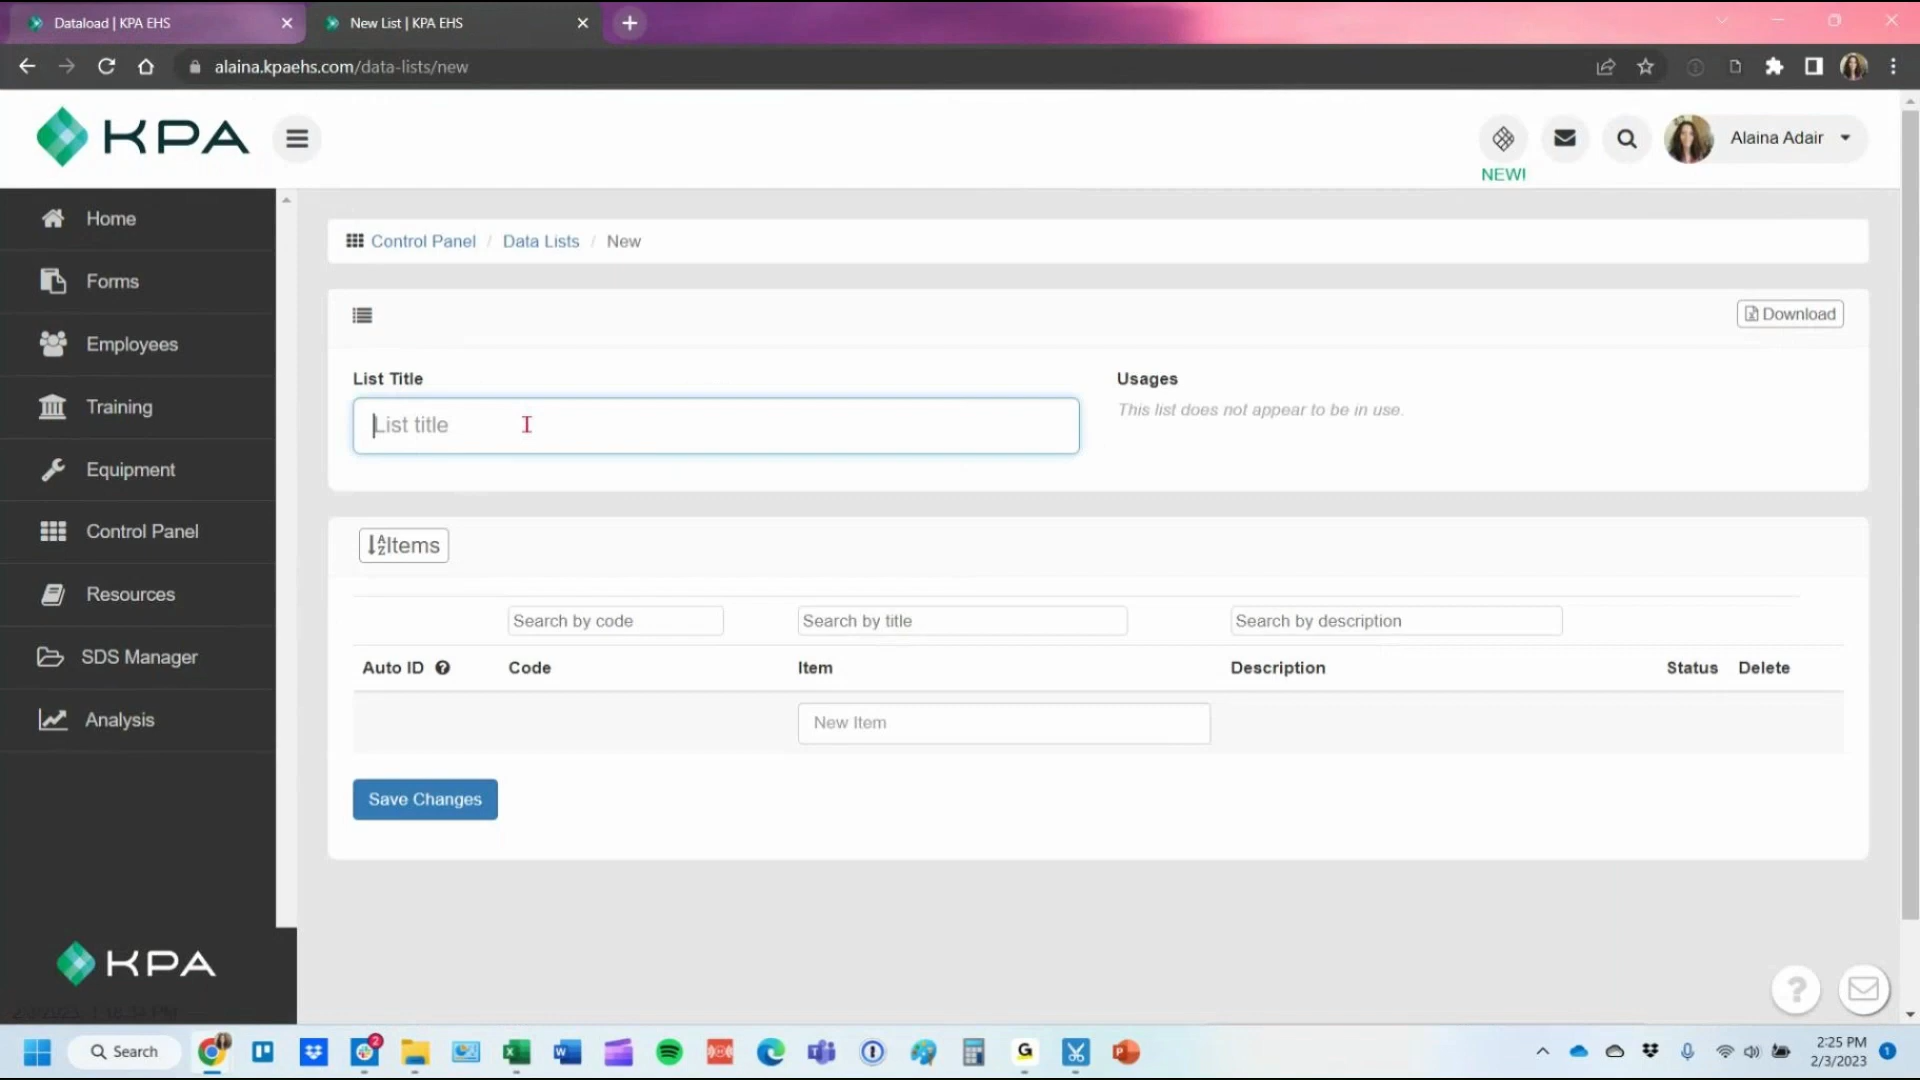 Dataload | KPA EHS
New List | KPA EHS
alaina.kpaehs.com/data-lists/new
KPA
NEW!
Alaina Adair
Home
Forms
Employees
Training
Equipment
Control Panel
Resources
SDS Manager
Analysis
KPA
Control Panel / Data Lists / New
Download
List Title
List title
Usages
This list does not appear to be in use.
Items
Search by code
Search by title
Search by description
Auto ID
Code
Item
Description
Status
Delete
New Item
Save Changes
?
Search
2
2:25 PM
2/3/2023
1